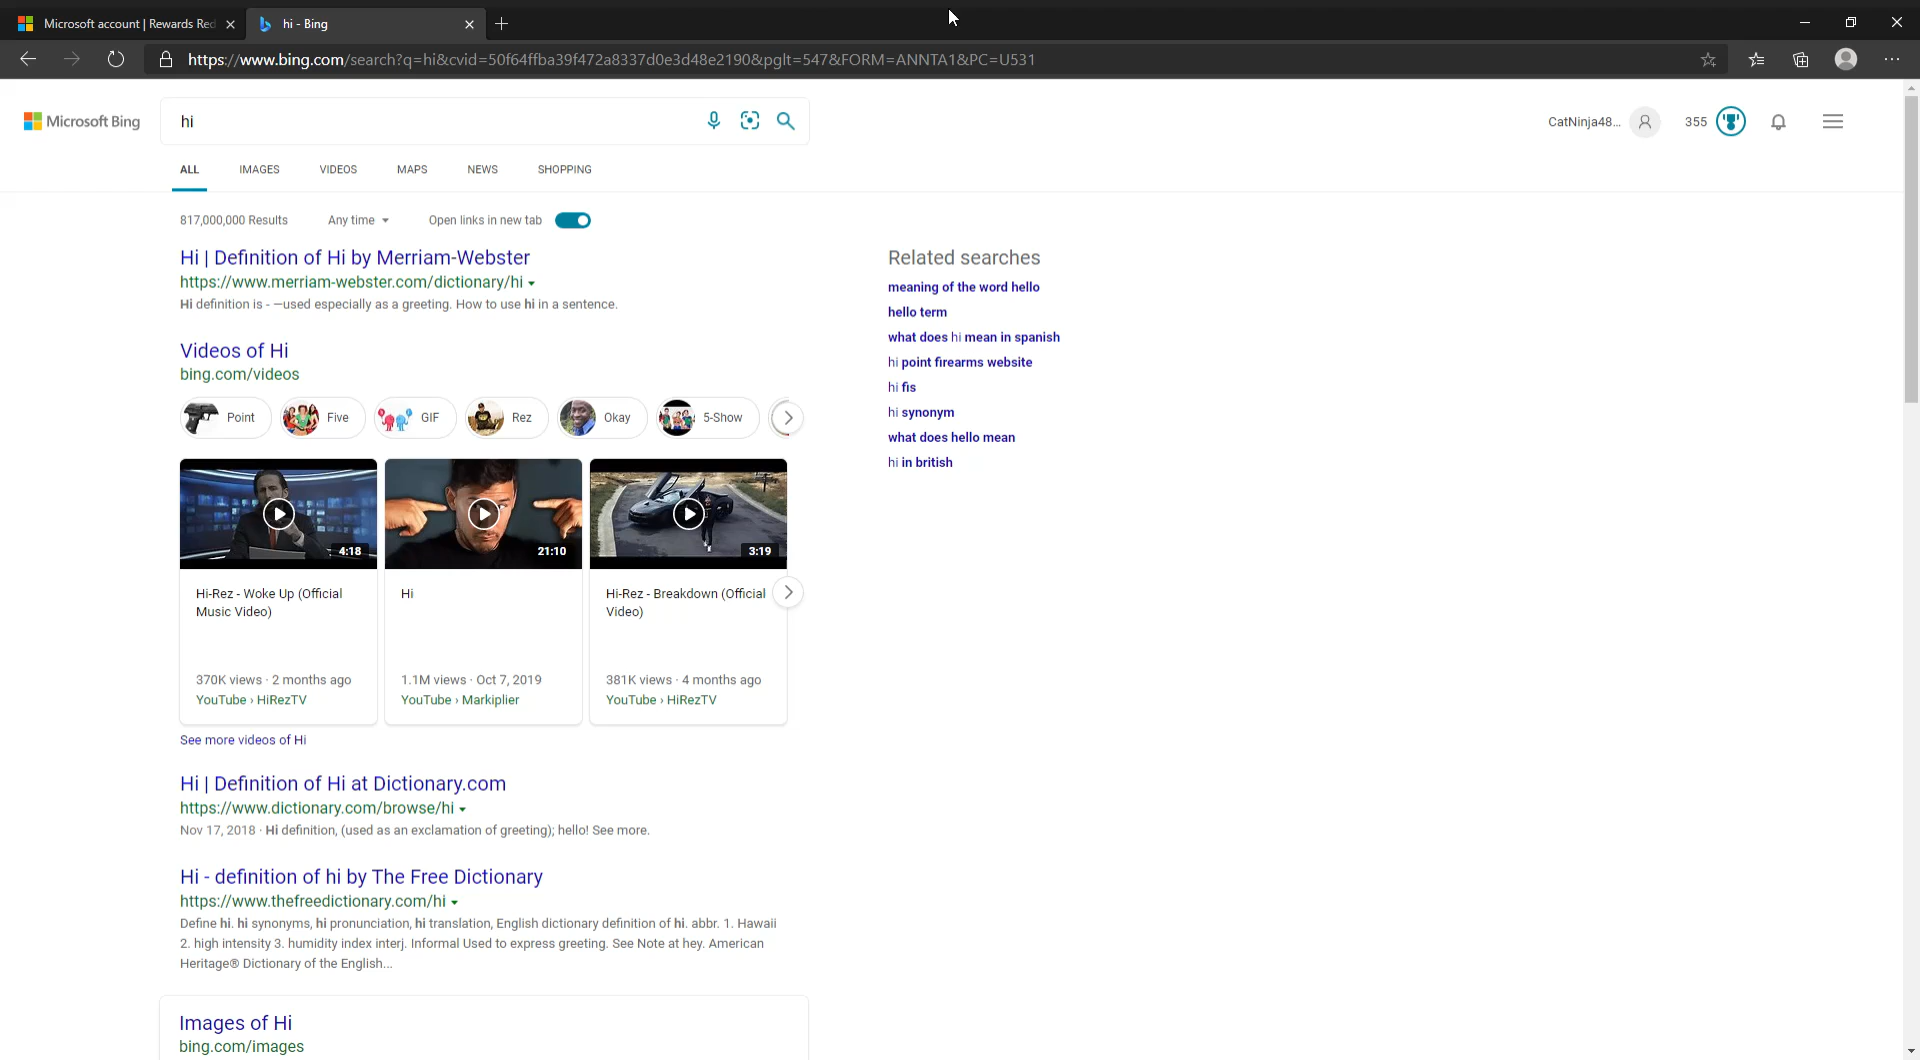 Microsoft account | Rewards Red
hi - Bing
https://www.bing.com/search?q=hi&cvid=50f64ffba39f472a8337d0e3d48e2190&pglt=547&FORM=ANNTA1&PC=U531
Microsoft Bing
hi
CatNinja48...
355
ALL IMAGES VIDEOS MAPS NEWS SHOPPING
817,000,000 Results Any time Open links in new tab
Hi | Definition of Hi by Merriam-Webster
https://www.merriam-webster.com/dictionary/hi
Hi definition is - —used especially as a greeting. How to use hi in a sentence.
Videos of Hi
bing.com/videos
Point Five GIF Rez Okay 5-Show
4:18
21:10
3:19
Hi-Rez - Woke Up (Official
Music Video)
370K views · 2 months ago
YouTube › HiRezTV
Hi
1.1M views · Oct 7, 2019
YouTube › Markiplier
Hi-Rez - Breakdown (Official
Video)
381K views · 4 months ago
YouTube › HiRezTV
See more videos of Hi
Hi | Definition of Hi at Dictionary.com
https://www.dictionary.com/browse/hi
Nov 17, 2018 · Hi definition, (used as an exclamation of greeting); hello! See more.
Hi - definition of hi by The Free Dictionary
https://www.thefreedictionary.com/hi
Define hi. hi synonyms, hi pronunciation, hi translation, English dictionary definition of hi. abbr. 1. Hawaii
2. high intensity 3. humidity index interj. Informal Used to express greeting. See Note at hey. American
Heritage® Dictionary of the English...
Images of Hi
bing.com/images
Related searches
meaning of the word hello
hello term
what does hi mean in spanish
hi point firearms website
hi fis
hi synonym
what does hello mean
hi in british